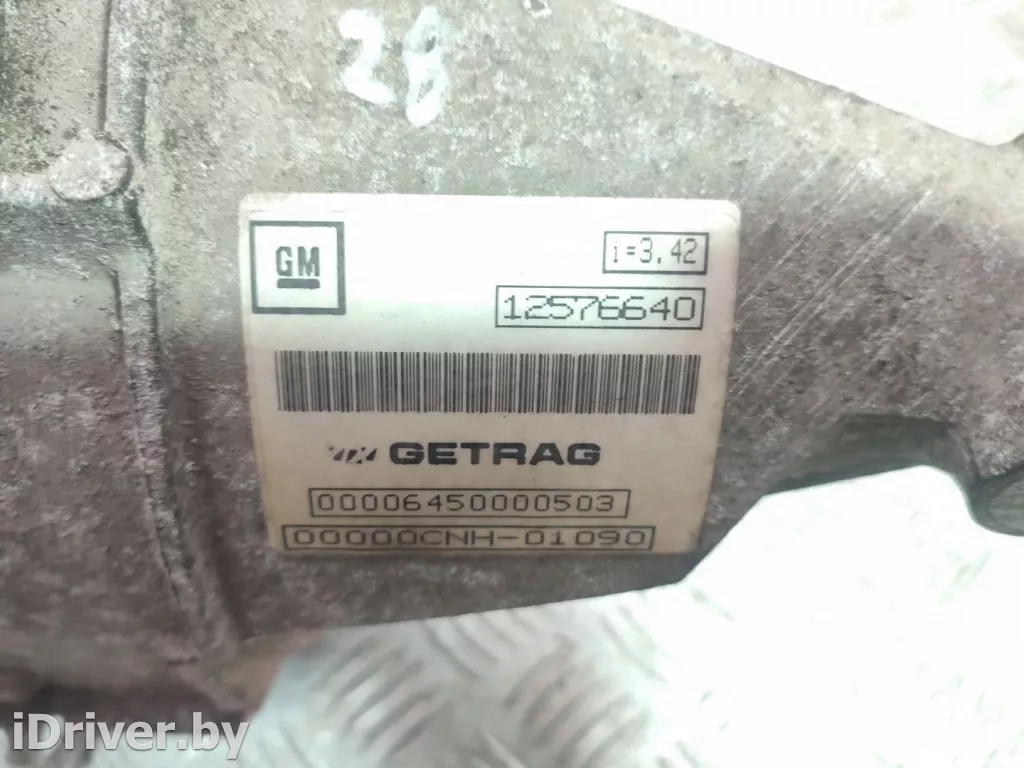 28
GM
i=3.42
12576640
GETRAG
00006450000503
00000CNH-01090
iDriver.by